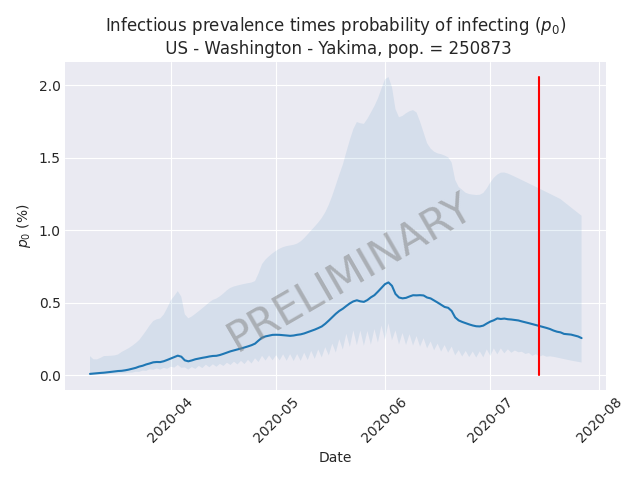 Infectious prevalence times probability of infecting (p₀)
US - Washington - Yakima, pop. = 250873
2.0
1.5
1.0
0.5
0.0
p₀ (%)
PRELIMINARY
2020-04
2020-05
2020-06
2020-07
2020-08
Date